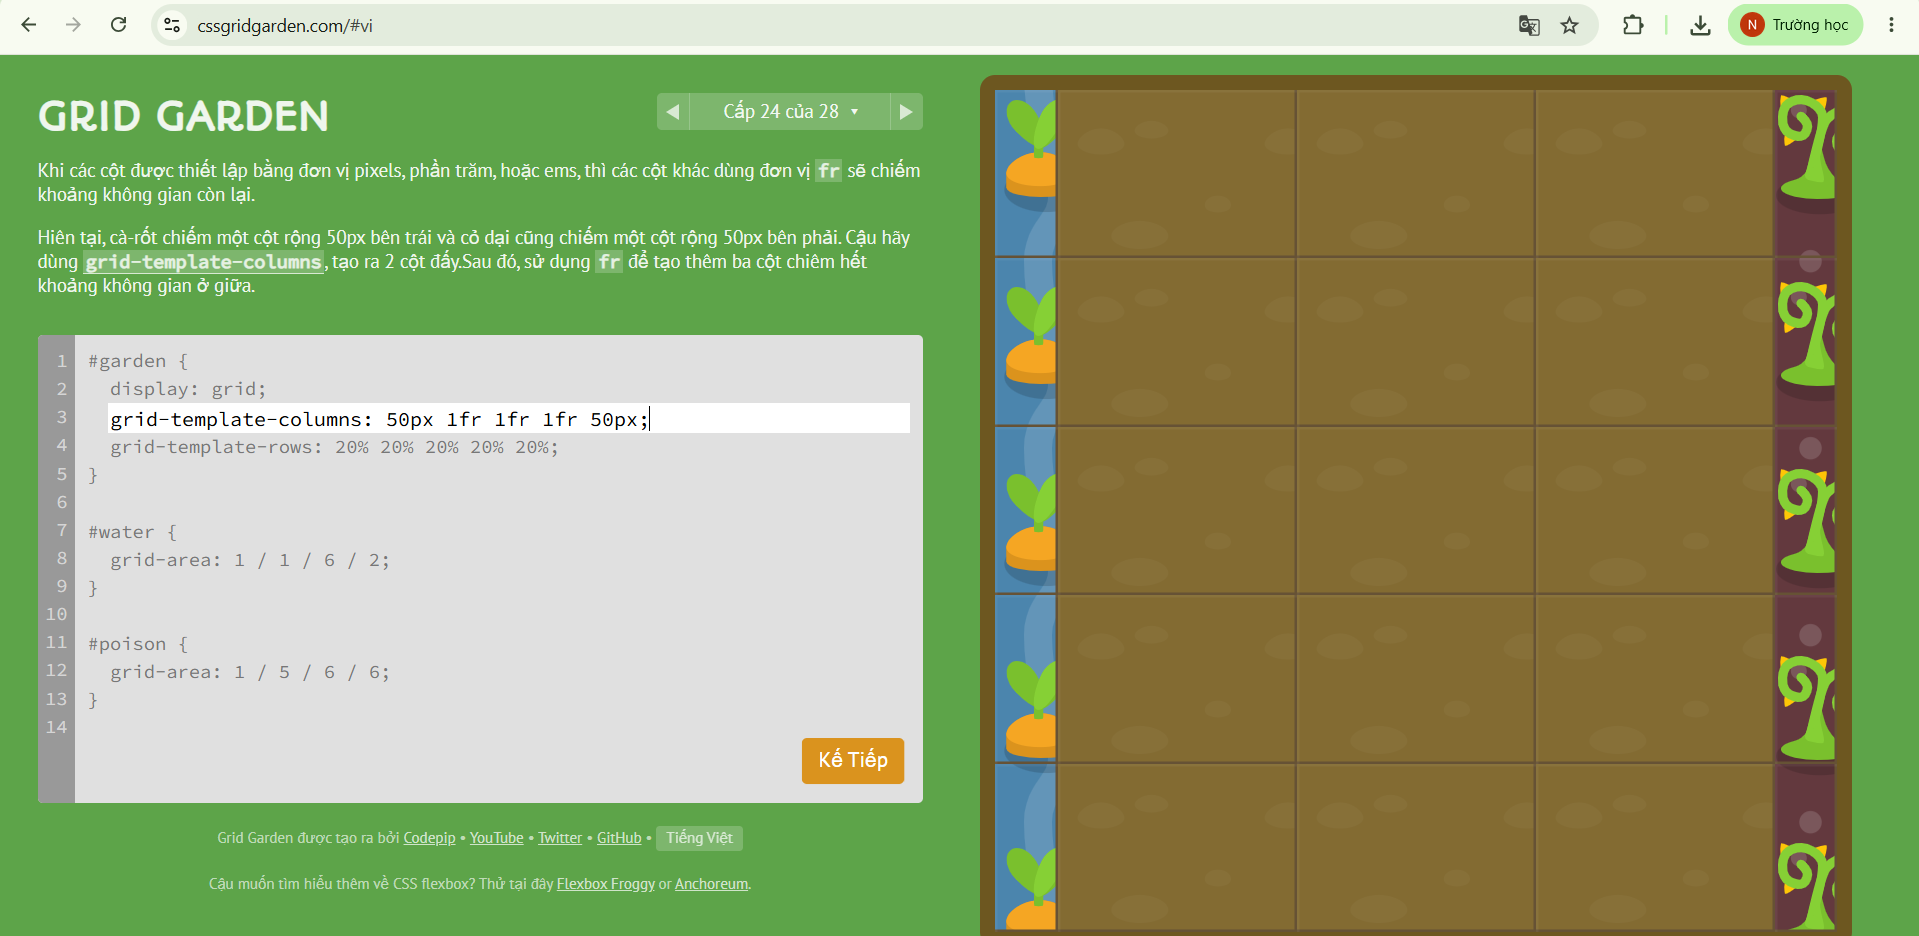 cssgridgarden.com/#vi
N Trường học
GRID GARDEN
Cấp 24 của 28
Khi các cột được thiết lập bằng đơn vị pixels, phần trăm, hoặc ems, thì các cột khác dùng đơn vị fr sẽ chiếm
khoảng không gian còn lại.
Hiên tại, cà-rốt chiếm một cột rộng 50px bên trái và cỏ dại cũng chiếm một cột rộng 50px bên phải. Cậu hãy
dùng grid-template-columns, tạo ra 2 cột đấy.Sau đó, sử dụng fr để tạo thêm ba cột chiêm hết
khoảng không gian ở giữa.
1 #garden {
2 display: grid;
3 grid-template-columns: 50px 1fr 1fr 1fr 50px;
4 grid-template-rows: 20% 20% 20% 20% 20%;
5 }
6
7 #water {
8 grid-area: 1 / 1 / 6 / 2;
9 }
10
11 #poison {
12 grid-area: 1 / 5 / 6 / 6;
13 }
14
Kế Tiếp
Grid Garden được tạo ra bởi Codepip • YouTube • Twitter • GitHub • Tiếng Việt
Cậu muốn tìm hiểu thêm về CSS flexbox? Thử tại đây Flexbox Froggy or Anchoreum.